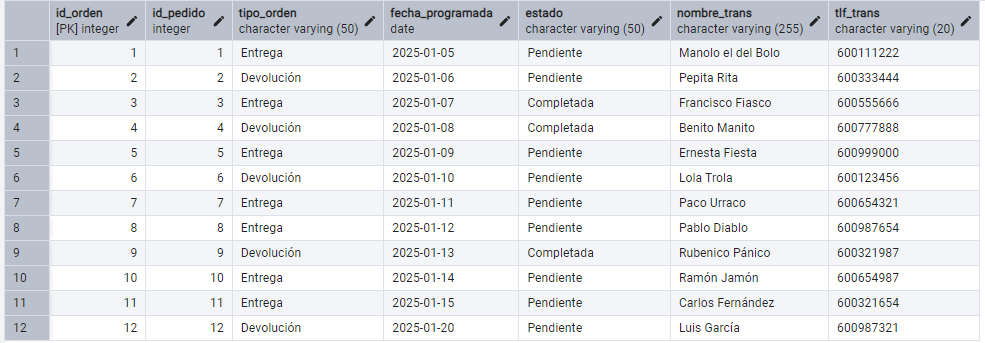 id_orden id_pedido tipo_orden fecha_programada estado nombre_trans tlf_trans
[PK] integer integer character varying (50) date character varying (50) character varying (255) character varying (20)
1 1 1 Entrega 2025-01-05 Pendiente Manolo el del Bolo 600111222
2 2 2 Devolución 2025-01-06 Pendiente Pepita Rita 600333444
3 3 3 Entrega 2025-01-07 Completada Francisco Fiasco 600555666
4 4 4 Devolución 2025-01-08 Completada Benito Manito 600777888
5 5 5 Entrega 2025-01-09 Pendiente Ernesta Fiesta 600999000
6 6 6 Devolución 2025-01-10 Pendiente Lola Trola 600123456
7 7 7 Entrega 2025-01-11 Pendiente Paco Urraco 600654321
8 8 8 Entrega 2025-01-12 Pendiente Pablo Diablo 600987654
9 9 9 Devolución 2025-01-13 Completada Rubenico Pánico 600321987
10 10 10 Entrega 2025-01-14 Pendiente Ramón Jamón 600654987
11 11 11 Entrega 2025-01-15 Pendiente Carlos Fernández 600321654
12 12 12 Devolución 2025-01-20 Pendiente Luis García 600987321